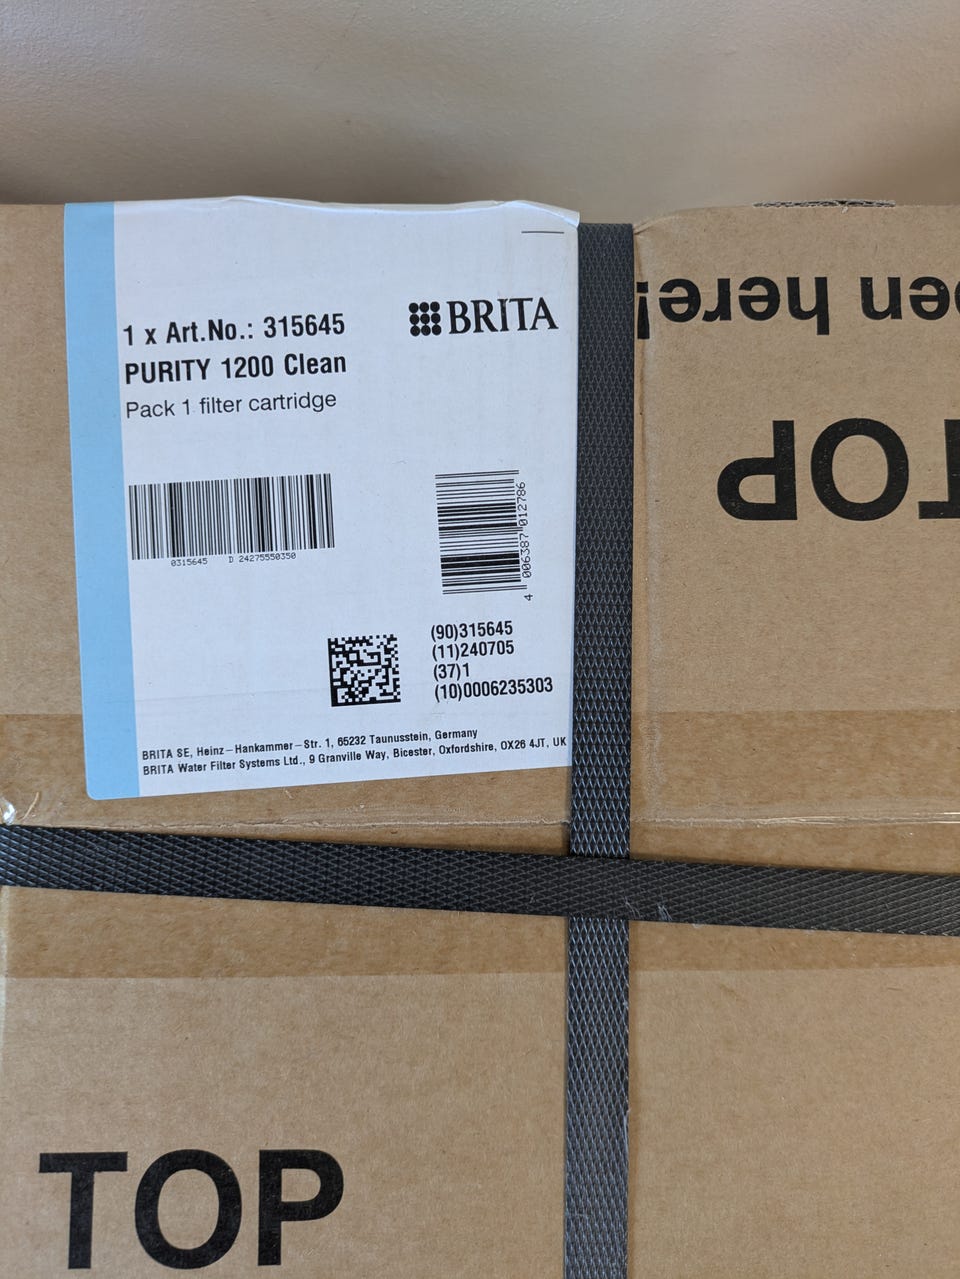 1 x Art.No.: 315645
BRITA
PURITY 1200 Clean
Pack 1 filter cartridge
0315645 D 24275550350
4 006387 012786
(90)315645
(11)240705
(37)1
(10)0006235303
BRITA SE, Heinz-Hankammer-Str. 1, 65232 Taunusstein, Germany
BRITA Water Filter Systems Ltd., 9 Granville Way, Bicester, Oxfordshire, OX26 4JT, UK
pen here!
TOP
TOP